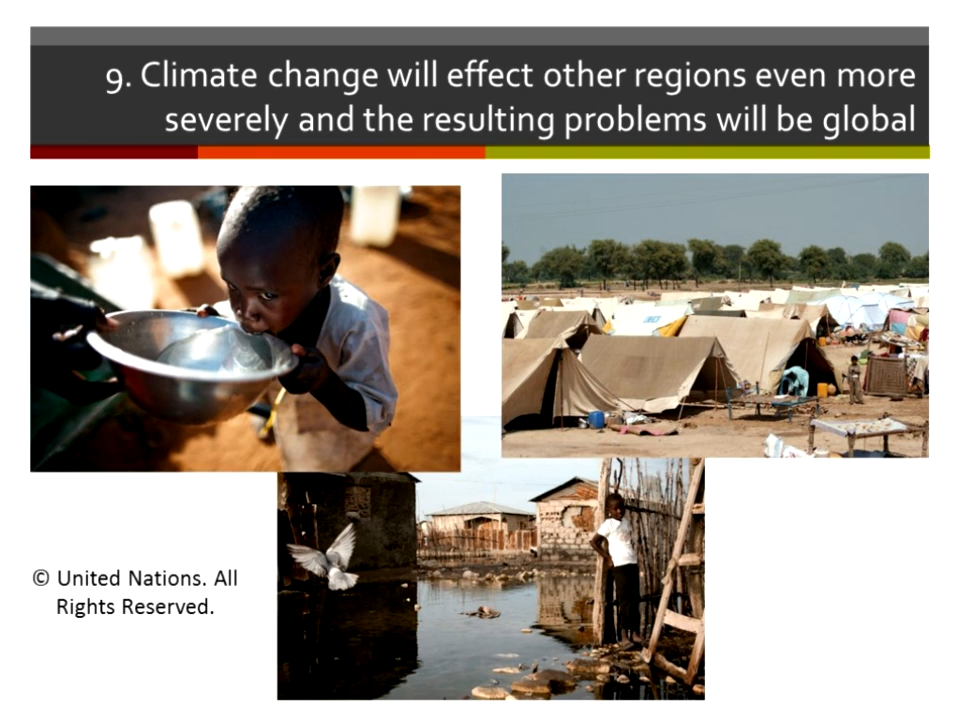 9. Climate change will effect other regions even more
severely and the resulting problems will be global
© United Nations. All
Rights Reserved.